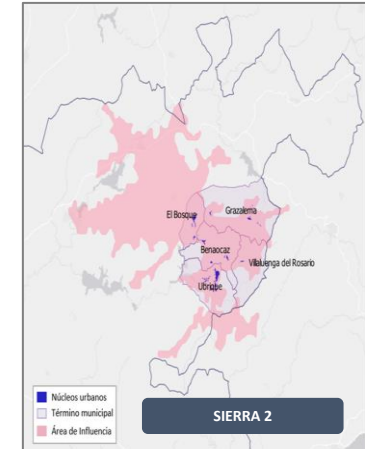 El Bosque
Grazalema
Benaocaz
Villaluenga del Rosario
Ubrique
Núcleos urbanos
Término municipal
Área de Influencia
SIERRA 2